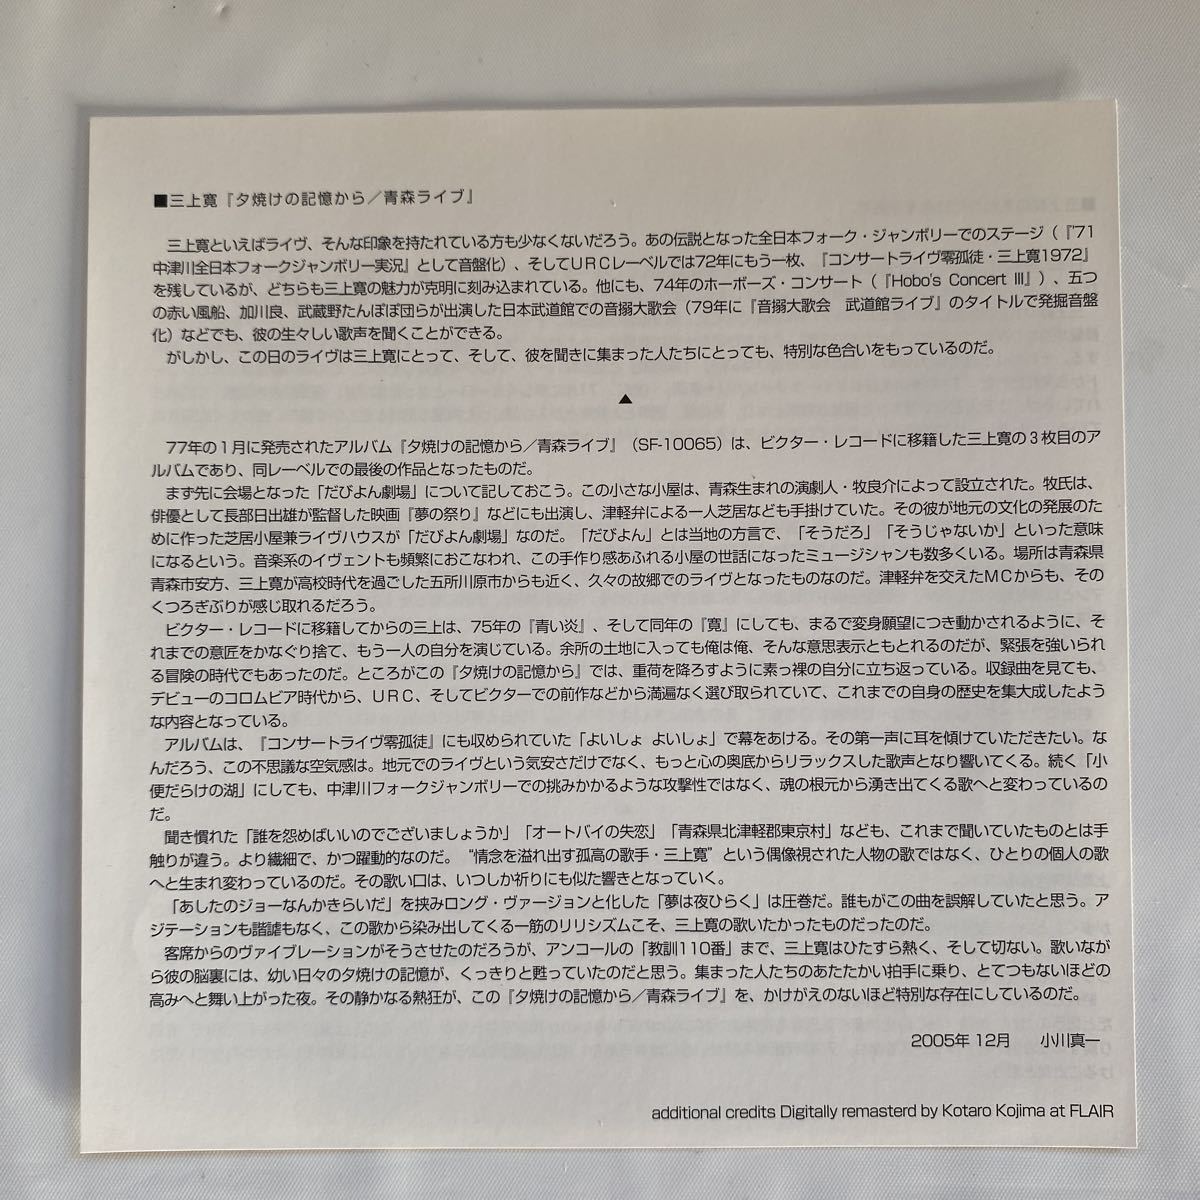 ■三上寛『夕焼けの記憶から／青森ライブ』
三上寛といえばライヴ、そんな印象を持たれている方も少なくないだろう。あの伝説となった全日本フォーク・ジャンボリーでのステージ（『'71
中津川全日本フォークジャンボリー実況』として音盤化）、そしてＵＲＣレーベルでは72年にもう一枚、『コンサートライヴ零孤徒・三上寛1972』
を残しているが、どちらも三上寛の魅力が克明に刻み込まれている。他にも、74年のホーボーズ・コンサート（『Hobo's Concert Ⅲ』）、五つ
の赤い風船、加川良、武蔵野たんぽぽ団らが出演した日本武道館での音搦大歌会（79年に『音搦大歌会　武道館ライブ』のタイトルで発掘音盤
化）などでも、彼の生々しい歌声を聞くことができる。
がしかし、この日のライヴは三上寛にとって、そして、彼を聞きに集まった人たちにとっても、特別な色合いをもっているのだ。
▲
77年の１月に発売されたアルバム『夕焼けの記憶から／青森ライブ』（SF-10065）は、ビクター・レコードに移籍した三上寛の３枚目のア
ルバムであり、同レーベルでの最後の作品となったものだ。
まず先に会場となった「だびよん劇場」について記しておこう。この小さな小屋は、青森生まれの演劇人・牧良介によって設立された。牧氏は、
俳優として長部日出雄が監督した映画『夢の祭り』などにも出演し、津軽弁による一人芝居なども手掛けていた。その彼が地元の文化の発展のた
めに作った芝居小屋兼ライヴハウスが「だびよん劇場」なのだ。「だびよん」とは当地の方言で、「そうだろ」「そうじゃないか」といった意味
になるという。音楽系のイヴェントも頻繁におこなわれ、この手作り感あふれる小屋の世話になったミュージシャンも数多くいる。場所は青森県
青森市安方、三上寛が高校時代を過ごした五所川原市からも近く、久々の故郷でのライヴとなったものなのだ。津軽弁を交えたＭＣからも、その
くつろぎぶりが感じ取れるだろう。
ビクター・レコードに移籍してからの三上は、75年の『青い炎』、そして同年の『寛』にしても、まるで変身願望につき動かされるように、そ
れまでの意匠をかなぐり捨て、もう一人の自分を演じている。余所の土地に入っても俺は俺、そんな意思表示ともとれるのだが、緊張を強いられ
る冒険の時代でもあったのだ。ところがこの『夕焼けの記憶から』では、重荷を降ろすように素っ裸の自分に立ち返っている。収録曲を見ても、
デビューのコロムビア時代から、ＵＲＣ、そしてビクターでの前作などから満遍なく選び取られていて、これまでの自身の歴史を集大成したよう
な内容となっている。
アルバムは、『コンサートライヴ零孤徒』にも収められていた「よいしょ よいしょ」で幕をあける。その第一声に耳を傾けていただきたい。な
んだろう、この不思議な空気感は。地元でのライヴという気安さだけでなく、もっと心の奥底からリラックスした歌声となり響いてくる。続く「小
便だらけの湖」にしても、中津川フォークジャンボリーでの挑みかかるような攻撃性ではなく、魂の根元から湧き出てくる歌へと変わっているの
だ。
聞き慣れた「誰を怨めばいいのでございましょうか」「オートバイの失恋」「青森県北津軽郡東京村」なども、これまで聞いていたものとは手
触りが違う。より繊細で、かつ躍動的なのだ。“情念を溢れ出す孤高の歌手・三上寛”という偶像視された人物の歌ではなく、ひとりの個人の歌
へと生まれ変わっているのだ。その歌い口は、いつしか祈りにも似た響きとなっていく。
「あしたのジョーなんかきらいだ」を挟みロング・ヴァージョンと化した「夢は夜ひらく」は圧巻だ。誰もがこの曲を誤解していたと思う。ア
ジテーションも諧謔もなく、この歌から染み出してくる一筋のリリシズムこそ、三上寛の歌いたかったものだったのだ。
客席からのヴァイブレーションがそうさせたのだろうが、アンコールの「教訓110番」まで、三上寛はひたすら熱く、そして切ない。歌いなが
ら彼の脳裏には、幼い日々の夕焼けの記憶が、くっきりと甦っていたのだと思う。集まった人たちのあたたかい拍手に乗り、とてつもないほどの
高みへと舞い上がった夜。その静かなる熱狂が、この『夕焼けの記憶から／青森ライブ』を、かけがえのないほど特別な存在にしているのだ。
2005年 12月　小川真一
additional credits Digitally remasterd by Kotaro Kojima at FLAIR